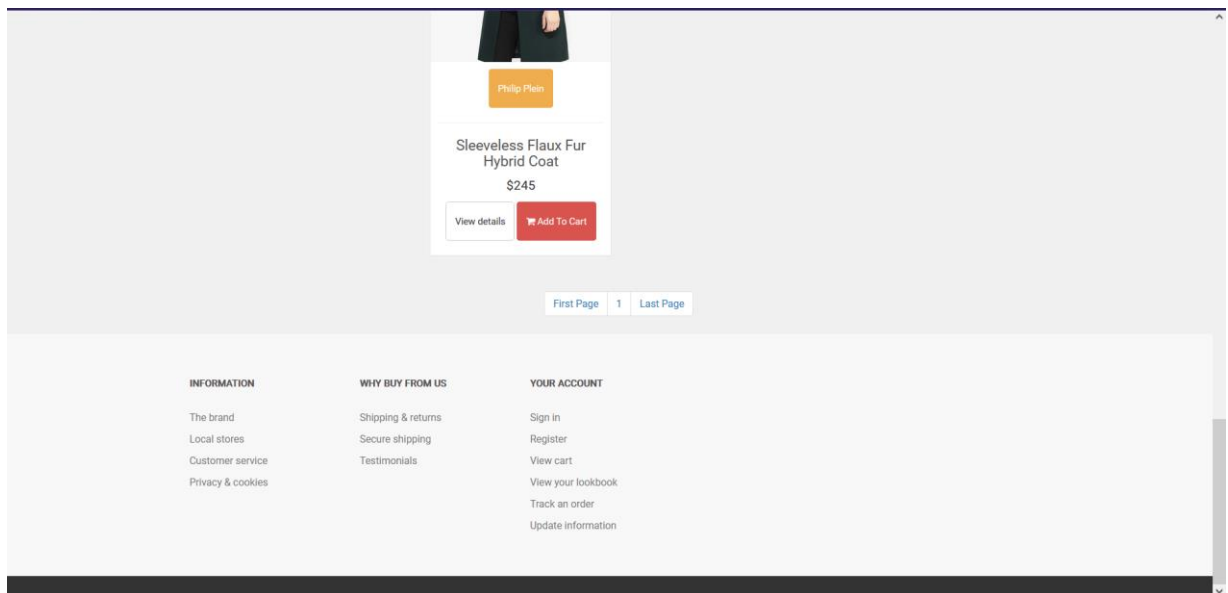 Philip Plein
Sleeveless Flaux Fur
Hybrid Coat
$245
View details
Add To Cart
First Page 1 Last Page
INFORMATION
The brand
Local stores
Customer service
Privacy & cookies
WHY BUY FROM US
Shipping & returns
Secure shipping
Testimonials
YOUR ACCOUNT
Sign in
Register
View cart
View your lookbook
Track an order
Update information